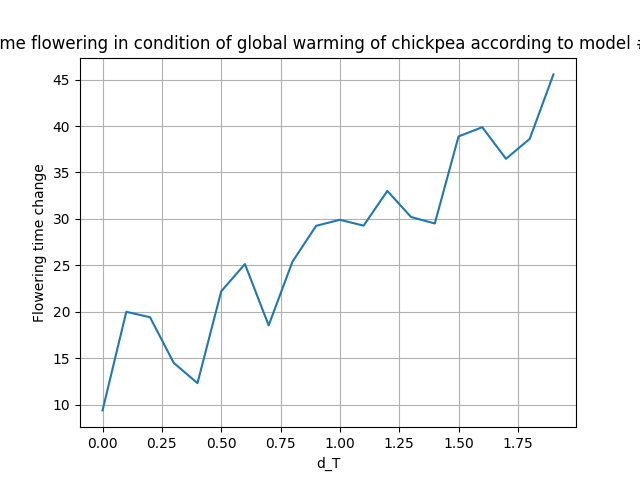 me flowering in condition of global warming of chickpea according to model
45
40
35
30
25
20
15
10
Flowering time change
0.00 0.25 0.50 0.75 1.00 1.25 1.50 1.75
d_T